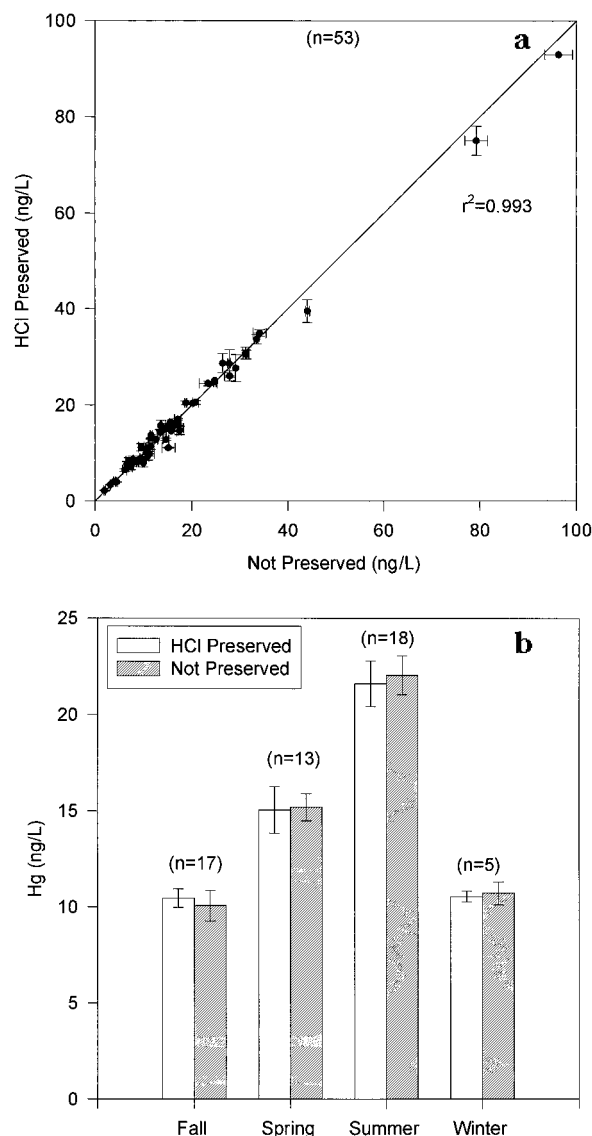 100
(n=53)
a
80
r²=0.993
60
40
20
0
HCl Preserved (ng/L)
0 20 40 60 80 100
Not Preserved (ng/L)
25
HCl Preserved
Not Preserved
b
(n=18)
20
(n=13)
15
(n=17)
(n=5)
10
5
0
Hg (ng/L)
Fall Spring Summer Winter